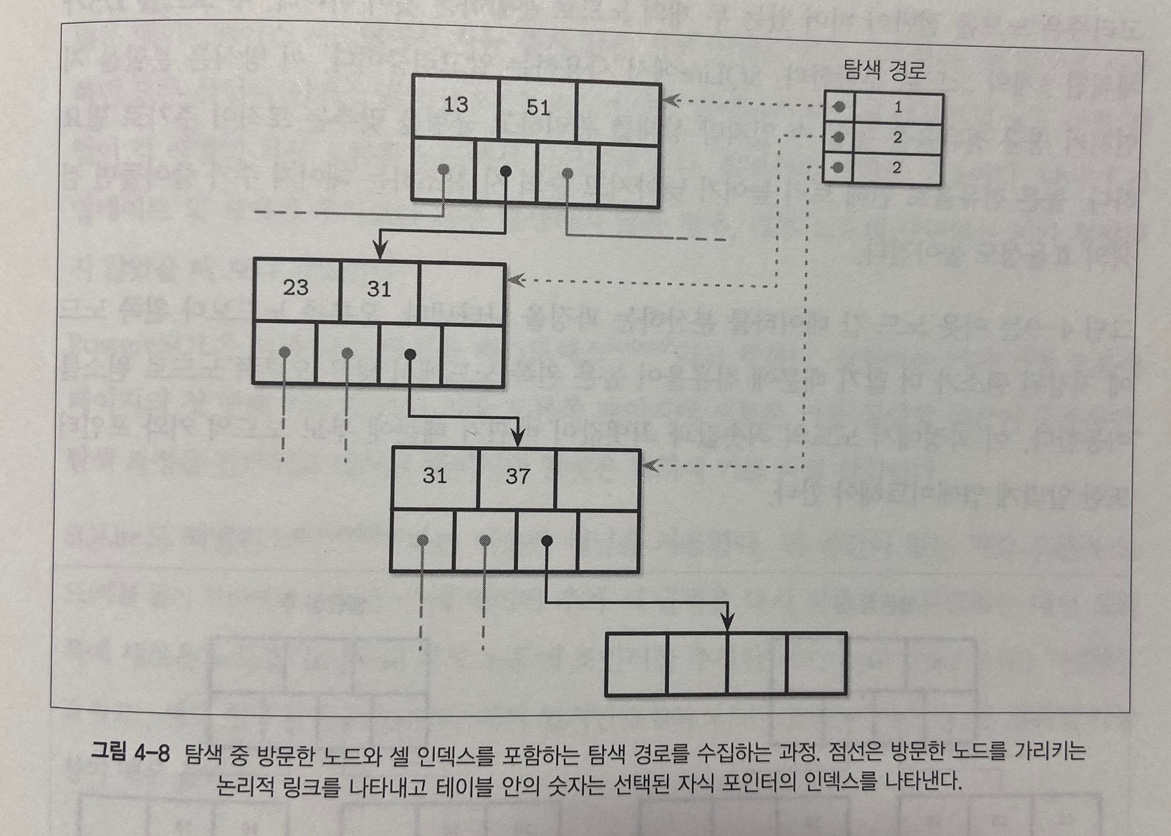 탐색 경로
1
2
2
13 51
23 31
31 37
그림 4-8 탐색 중 방문한 노드와 셀 인덱스를 포함하는 탐색 경로를 수집하는 과정. 점선은 방문한 노드를 가리키는
논리적 링크를 나타내고 테이블 안의 숫자는 선택된 자식 포인터의 인덱스를 나타낸다.